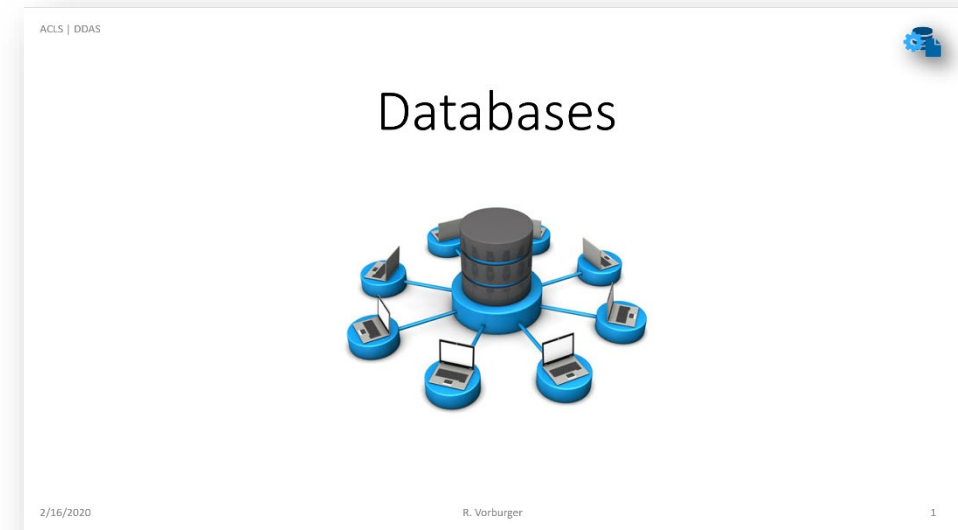 ACLS | DDAS
Databases
2/16/2020
R. Vorburger
1